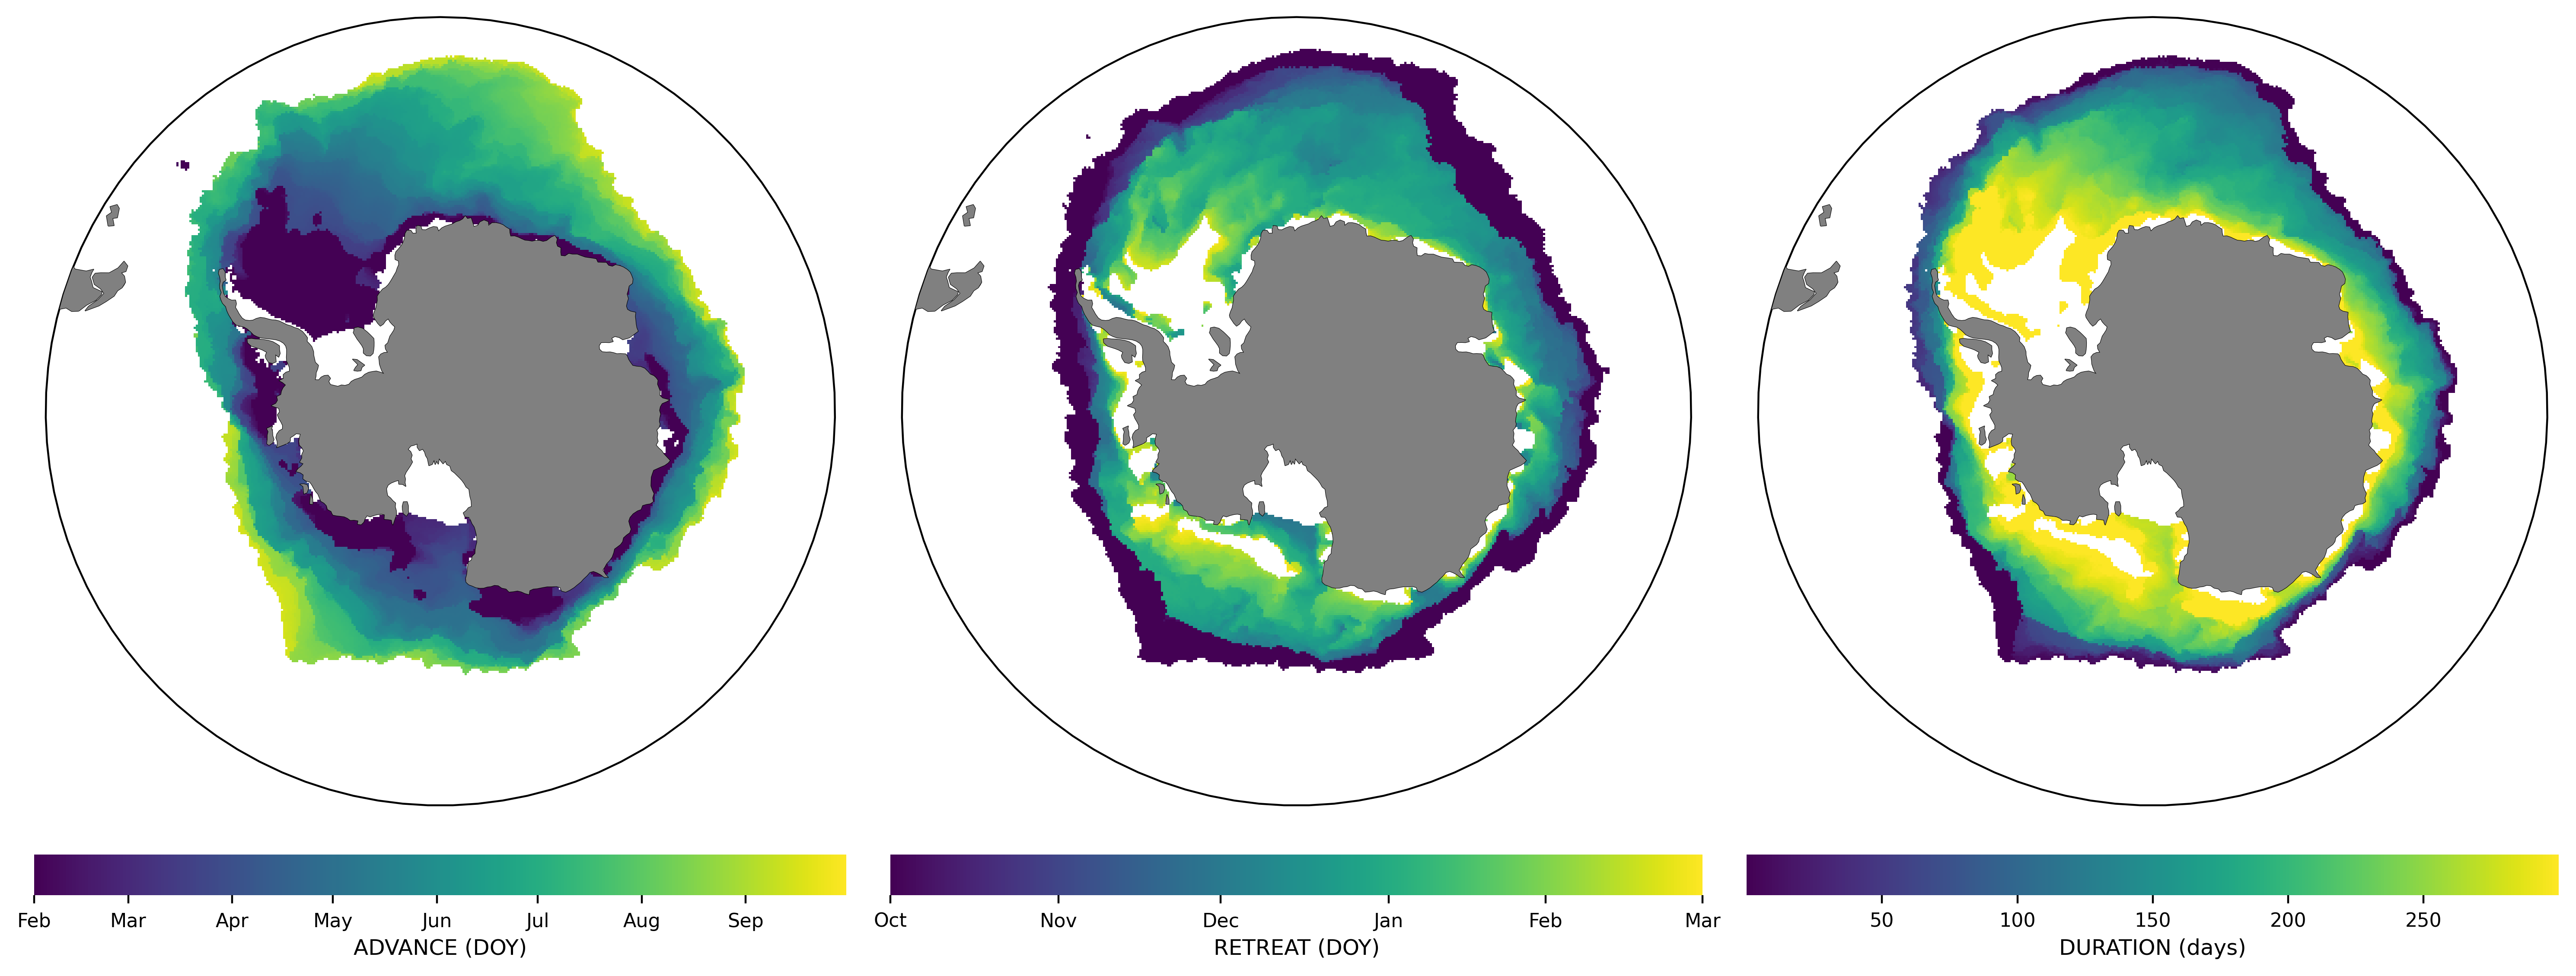 Feb Mar Apr May Jun Jul Aug Sep
ADVANCE (DOY)
Oct Nov Dec Jan Feb Mar
RETREAT (DOY)
50 100 150 200 250
DURATION (days)